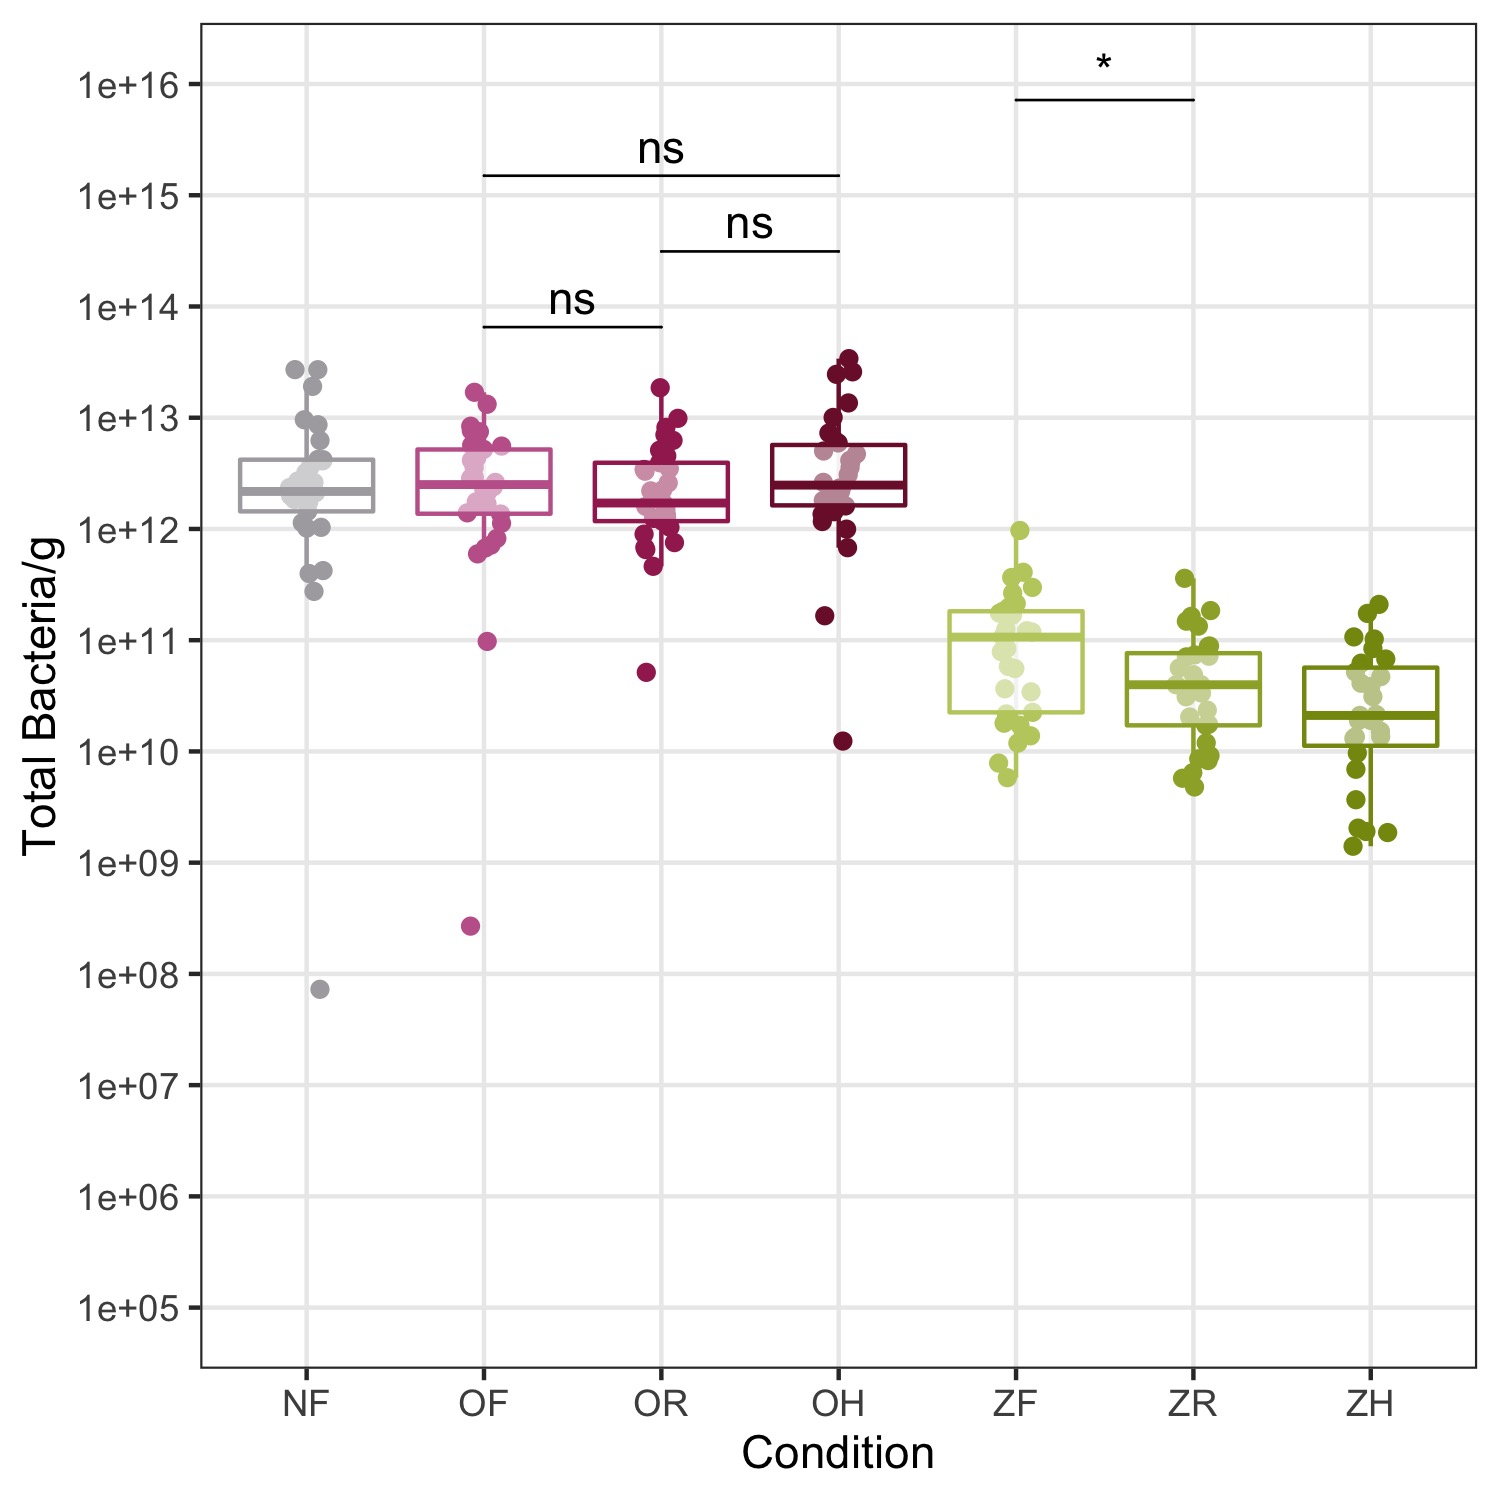 *
1e+16
ns
1e+15
ns
ns
1e+14
1e+13
1e+12
1e+11
1e+10
1e+09
1e+08
1e+07
1e+06
1e+05
Total Bacteria/g
NF OF OR OH ZF ZR ZH
Condition